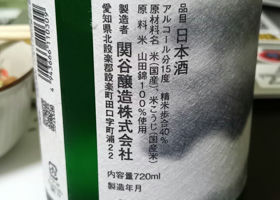 品目 日本酒
アルコール分15度 精米歩合40%
原材料名 米(国産)、米こうじ(国産米)
原料米 山田錦100%使用
製造者 関谷醸造株式会社
愛知県北設楽郡設楽町田口字町浦22
内容量720ml
製造年月